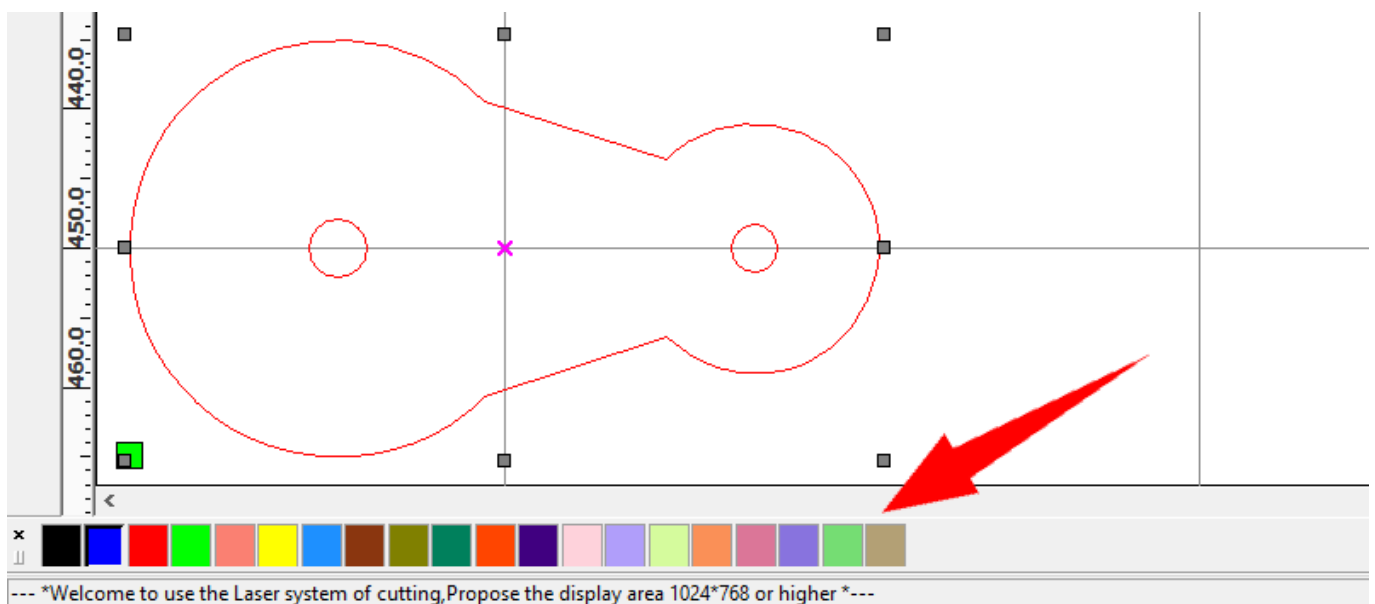 440.0
450.0
460.0
--- *Welcome to use the Laser system of cutting,Propose the display area 1024*768 or higher *---